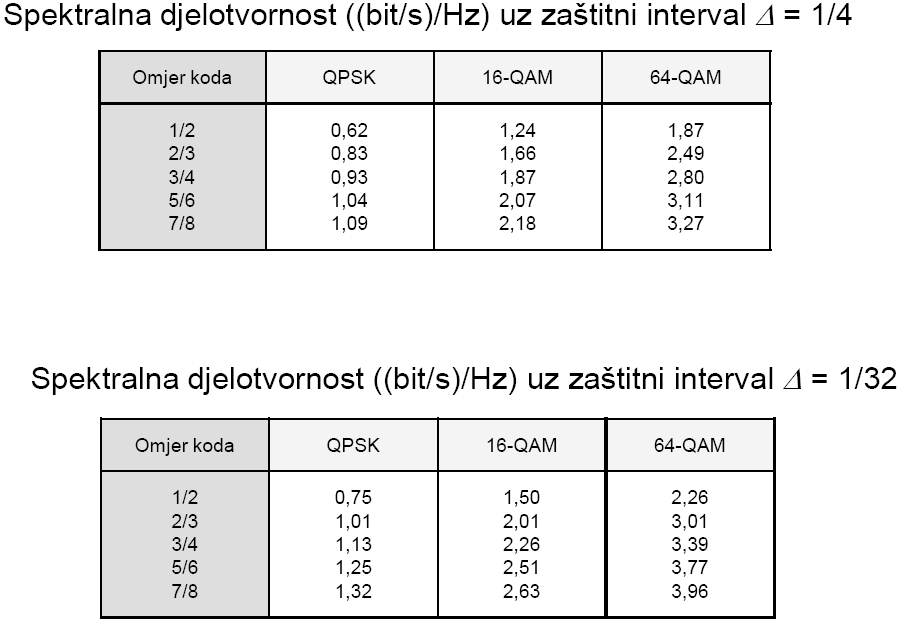 Spektralna djelotvornost ((bit/s)/Hz) uz zaštitni interval Δ = 1/4
Omjer koda QPSK 16-QAM 64-QAM
1/2 0,62 1,24 1,87
2/3 0,83 1,66 2,49
3/4 0,93 1,87 2,80
5/6 1,04 2,07 3,11
7/8 1,09 2,18 3,27
Spektralna djelotvornost ((bit/s)/Hz) uz zaštitni interval Δ = 1/32
Omjer koda QPSK 16-QAM 64-QAM
1/2 0,75 1,50 2,26
2/3 1,01 2,01 3,01
3/4 1,13 2,26 3,39
5/6 1,25 2,51 3,77
7/8 1,32 2,63 3,96